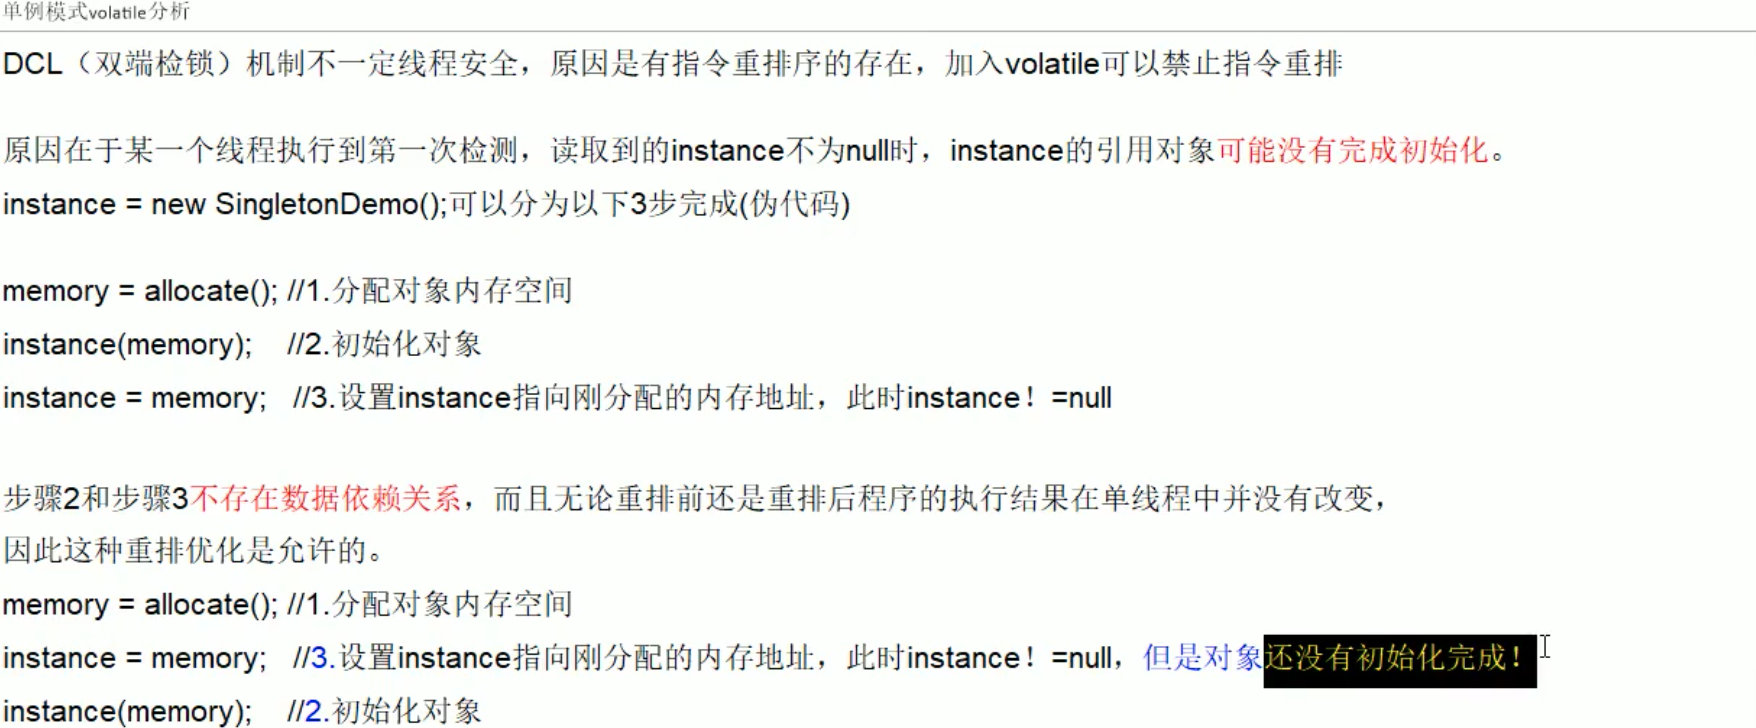 单例模式volatile分析
DCL（双端检锁）机制不一定线程安全，原因是有指令重排序的存在，加入volatile可以禁止指令重排
原因在于某一个线程执行到第一次检测，读取到的instance不为null时，instance的引用对象可能没有完成初始化。
instance = new SingletonDemo();可以分为以下3步完成(伪代码)
memory = allocate(); //1.分配对象内存空间
instance(memory); //2.初始化对象
instance = memory; //3.设置instance指向刚分配的内存地址，此时instance！=null
步骤2和步骤3不存在数据依赖关系，而且无论重排前还是重排后程序的执行结果在单线程中并没有改变，
因此这种重排优化是允许的。
memory = allocate(); //1.分配对象内存空间
instance = memory; //3.设置instance指向刚分配的内存地址，此时instance！=null，但是对象还没有初始化完成！
instance(memory); //2.初始化对象